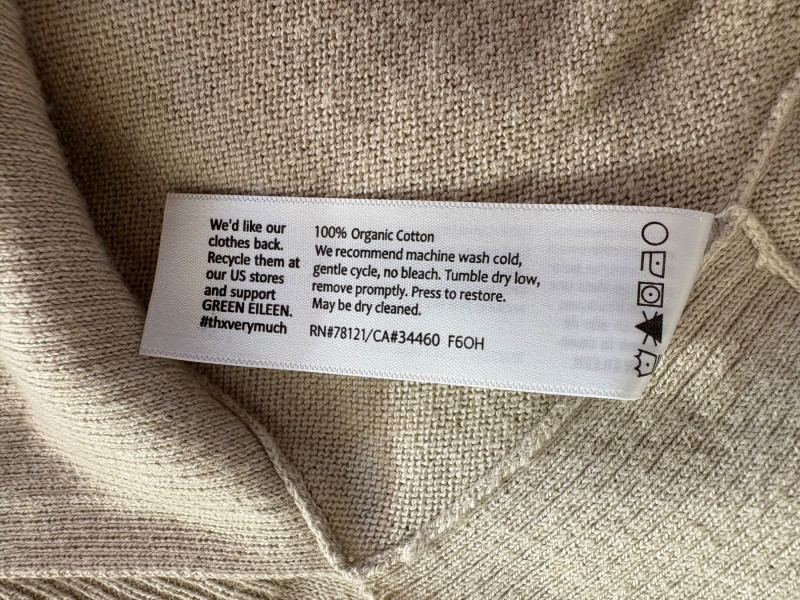 We'd like our
clothes back.
Recycle them at
our US stores
and support
GREEN EILEEN.
#thxverymuch
100% Organic Cotton
We recommend machine wash cold,
gentle cycle, no bleach. Tumble dry low,
remove promptly. Press to restore.
May be dry cleaned.
RN#78121/CA#34460 F6OH